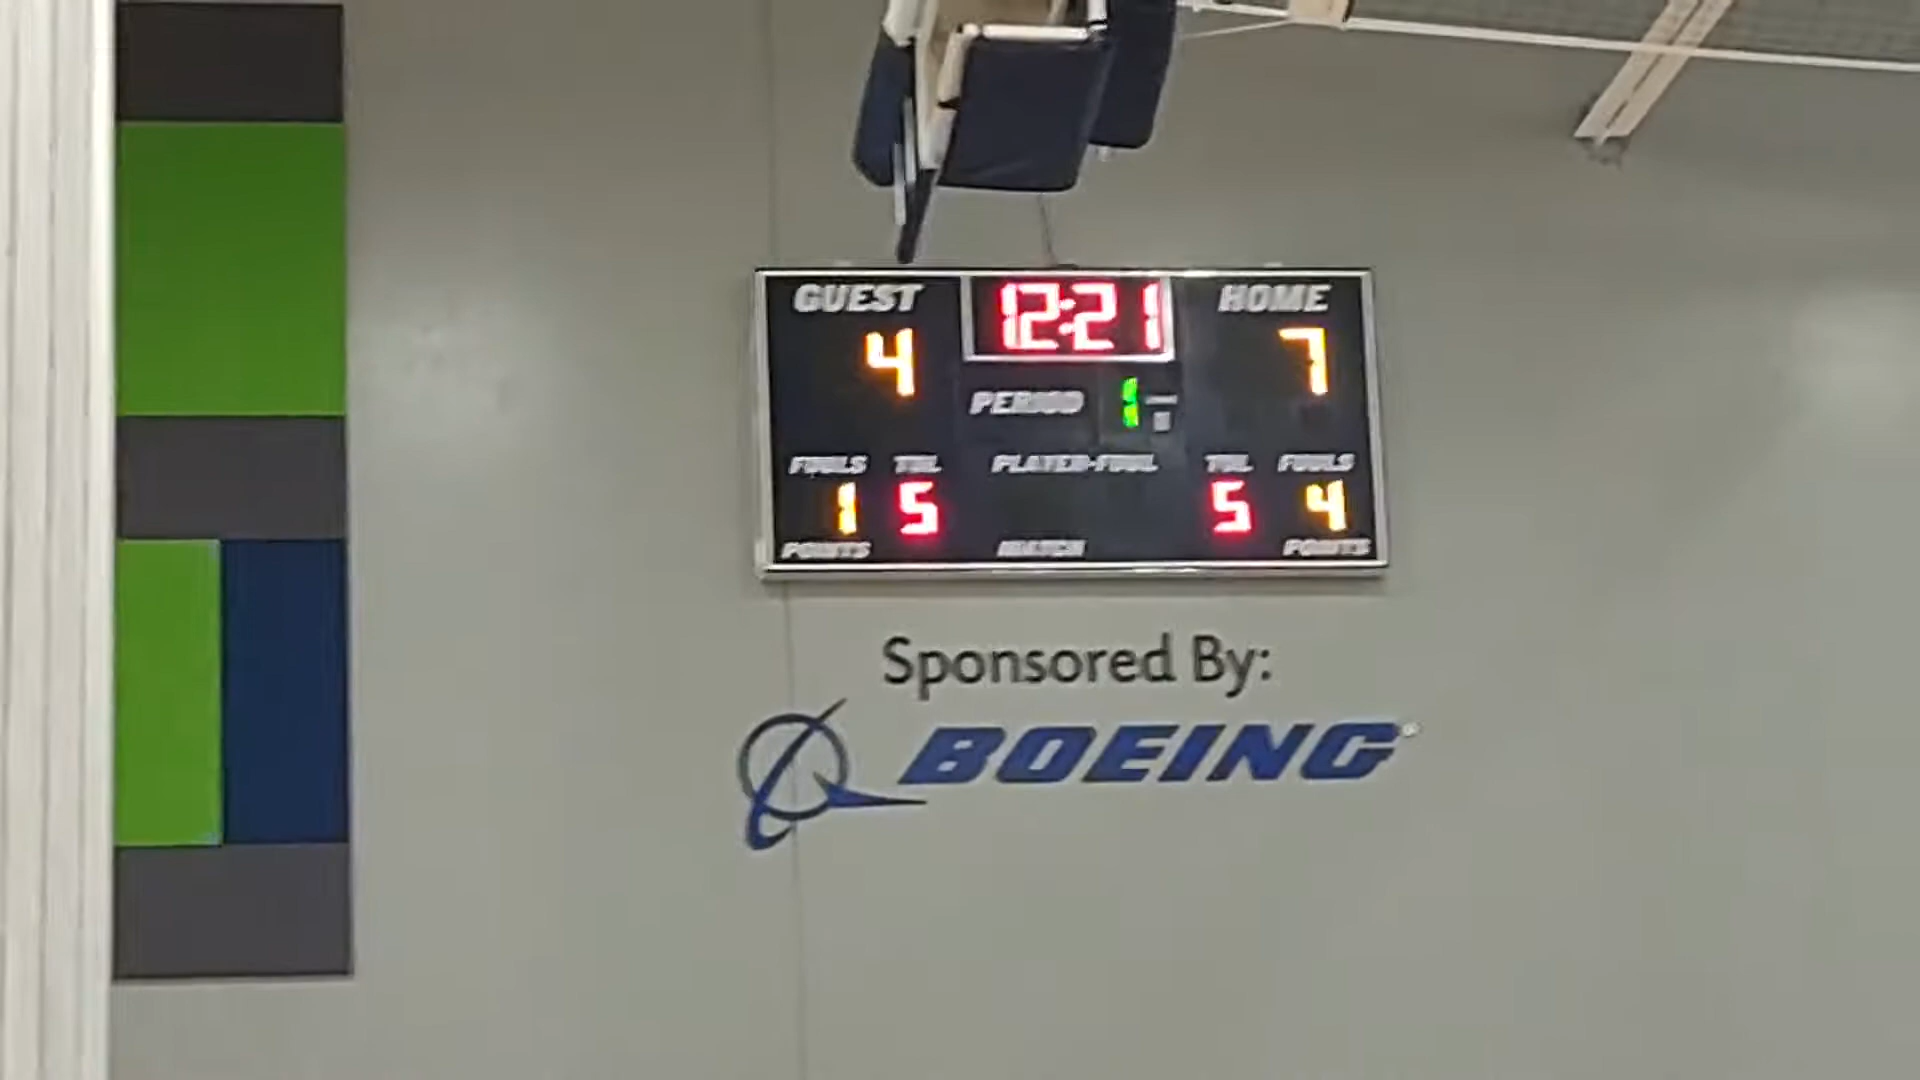 GUEST 12:21 HOME
4 7
PERIOD 1
FOULS TOL PLAYER-FOUL TOL FOULS
1 5 5 4
POINTS MATCH POINTS
Sponsored By:
BOEING®